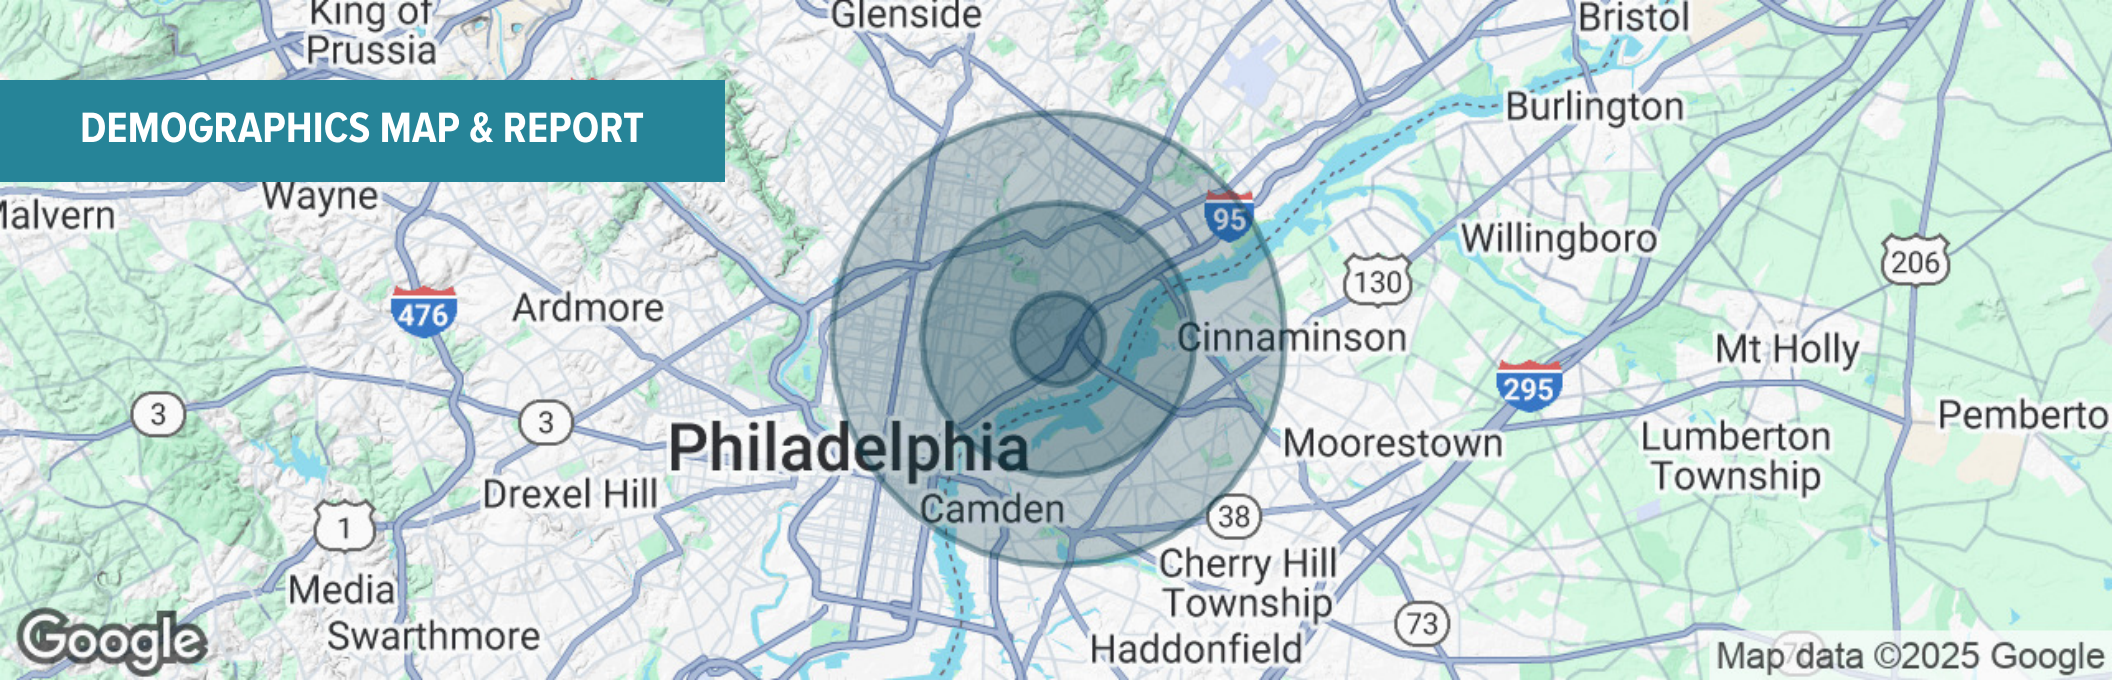 King of
Prussia
Glenside
Bristol
DEMOGRAPHICS MAP & REPORT
Burlington
Wayne
Malvern
95
Willingboro
206
130
476
Ardmore
Cinnaminson
Mt Holly
295
3
3
Philadelphia
Moorestown
Lumberton
Township
Pemberto
Drexel Hill
Camden
38
1
Cherry Hill
Township
Media
Swarthmore
73
Haddonfield
Google
Map data ©2025 Google